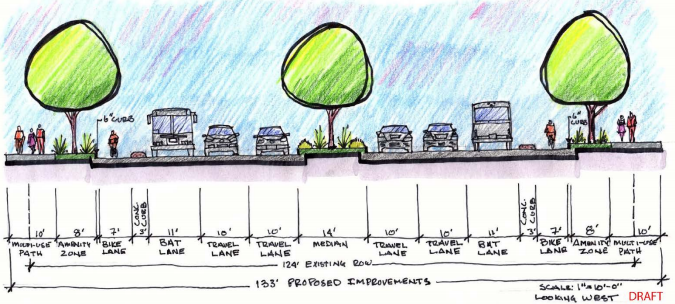 6" CURB
6" CURB
10' 8' 7' CONC. CURB 3' 11' 10' 10' 14' 10' 10' 11' CONC. CURB 3' 7' 8' 10'
MULTI-USE PATH AMENITY ZONE BIKE LANE BAT LANE TRAVEL LANE TRAVEL LANE MEDIAN TRAVEL LANE TRAVEL LANE BAT LANE BIKE LANE AMENITY ZONE MULTI-USE PATH
124' EXISTING ROW
133' PROPOSED IMPROVEMENTS
SCALE: 1"=10'-0"
LOOKING WEST DRAFT